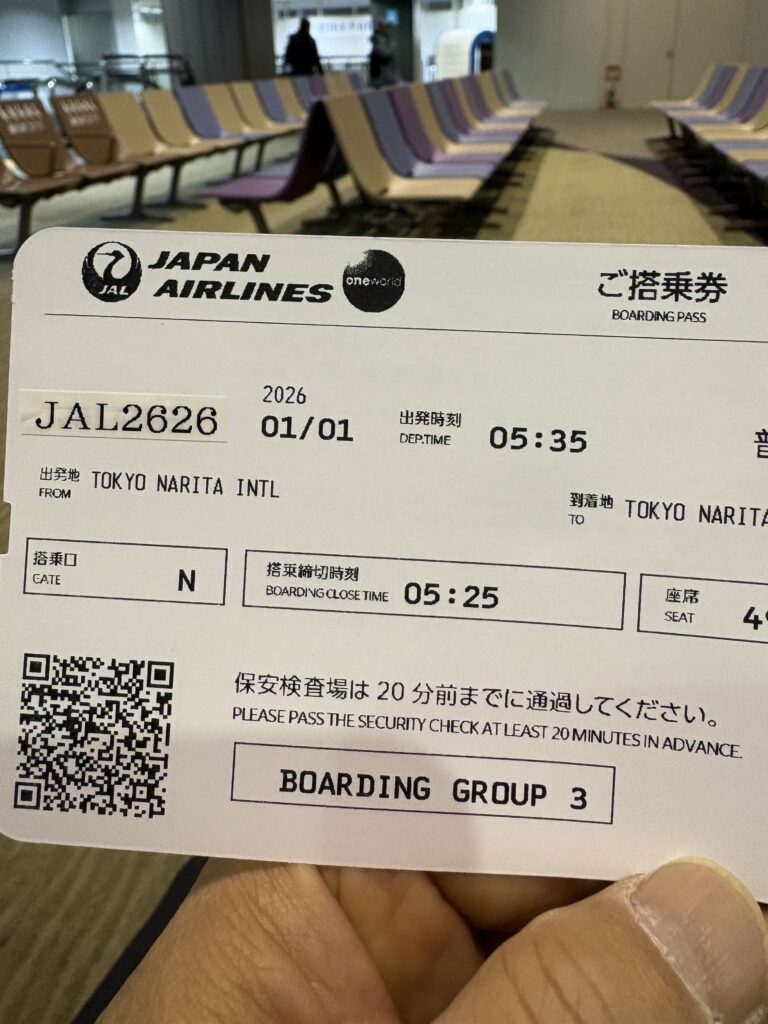 JAL
JAPAN
AIRLINES
oneworld
ご搭乗券
BOARDING PASS
JAL2626
2026
01/01
出発時刻
DEP.TIME
05:35
普
出発地
FROM
TOKYO NARITA INTL
到着地
TO
TOKYO NARITA
搭乗口
GATE
N
搭乗締切時刻
BOARDING CLOSE TIME
05:25
座席
SEAT
保安検査場は20分前までに通過してください。
PLEASE PASS THE SECURITY CHECK AT LEAST 20 MINUTES IN ADVANCE.
BOARDING GROUP 3